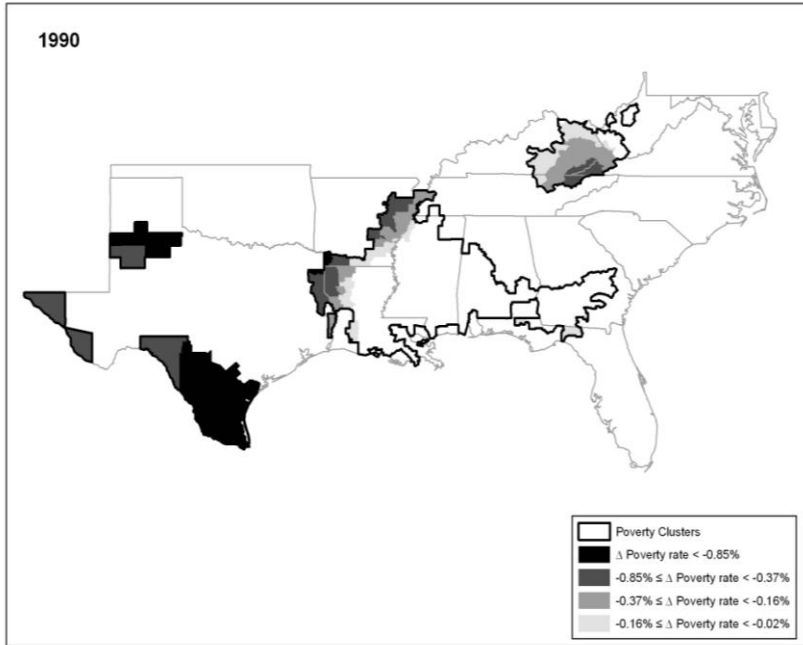 1990
Poverty Clusters
Δ Poverty rate < -0.85%
-0.85% ≤ Δ Poverty rate < -0.37%
-0.37% ≤ Δ Poverty rate < -0.16%
-0.16% ≤ Δ Poverty rate < -0.02%